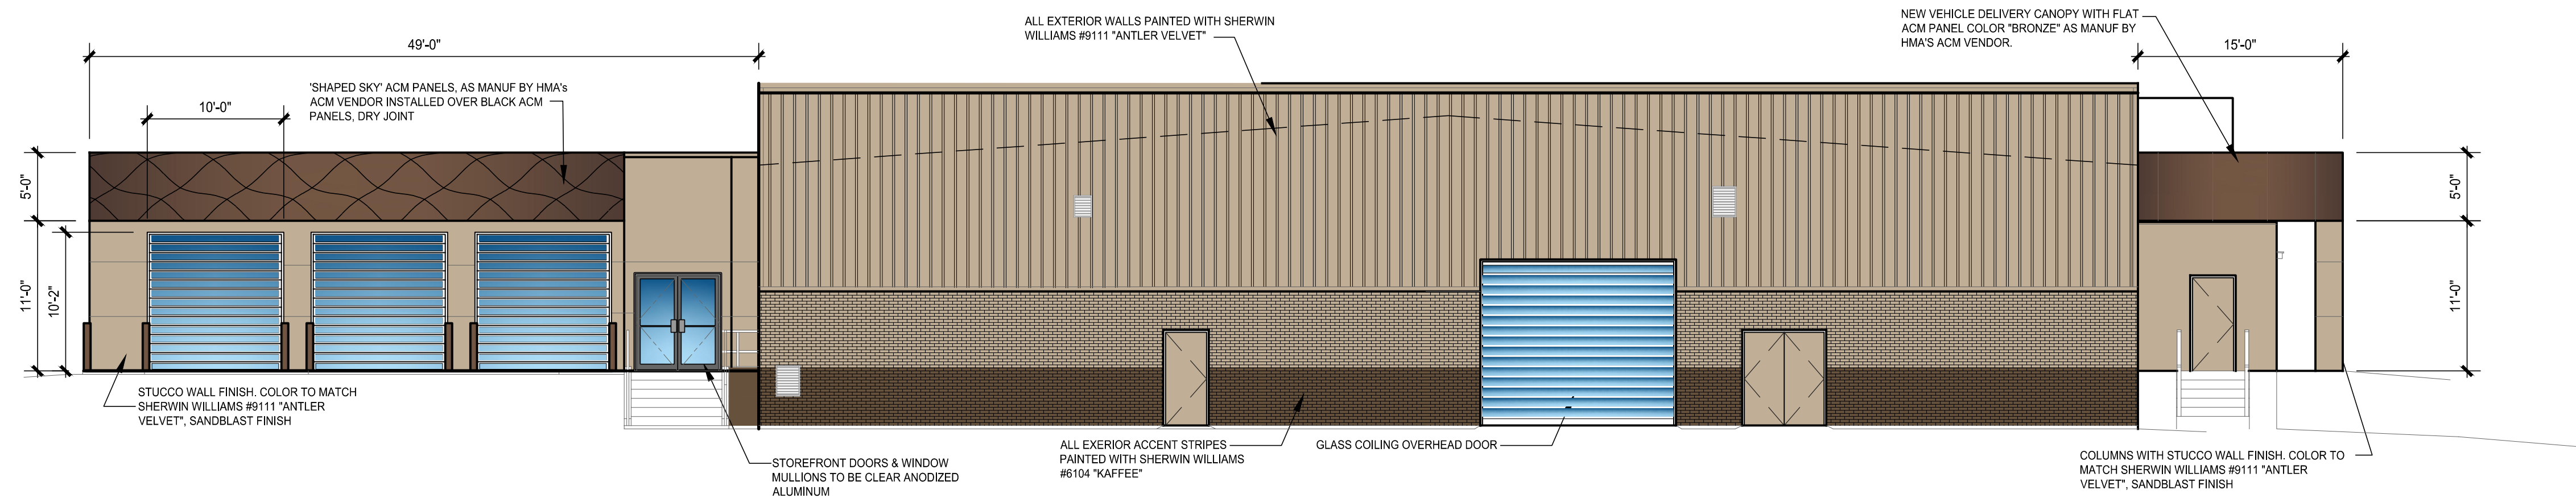 49'-0"
'SHAPED SKY' ACM PANELS, AS MANUF BY HMA's
ACM VENDOR INSTALLED OVER BLACK ACM
PANELS, DRY JOINT
10'-0"
5'-0"
11'-0"
10'-2"
STUCCO WALL FINISH. COLOR TO MATCH
SHERWIN WILLIAMS #9111 "ANTLER
VELVET", SANDBLAST FINISH
STOREFRONT DOORS & WINDOW
MULLIONS TO BE CLEAR ANODIZED
ALUMINUM
ALL EXTERIOR WALLS PAINTED WITH SHERWIN
WILLIAMS #9111 "ANTLER VELVET"
ALL EXERIOR ACCENT STRIPES
PAINTED WITH SHERWIN WILLIAMS
#6104 "KAFFEE"
GLASS COILING OVERHEAD DOOR
NEW VEHICLE DELIVERY CANOPY WITH FLAT
ACM PANEL COLOR "BRONZE" AS MANUF BY
HMA'S ACM VENDOR.
15'-0"
5'-0"
11'-0"
COLUMNS WITH STUCCO WALL FINISH. COLOR TO
MATCH SHERWIN WILLIAMS #9111 "ANTLER
VELVET", SANDBLAST FINISH